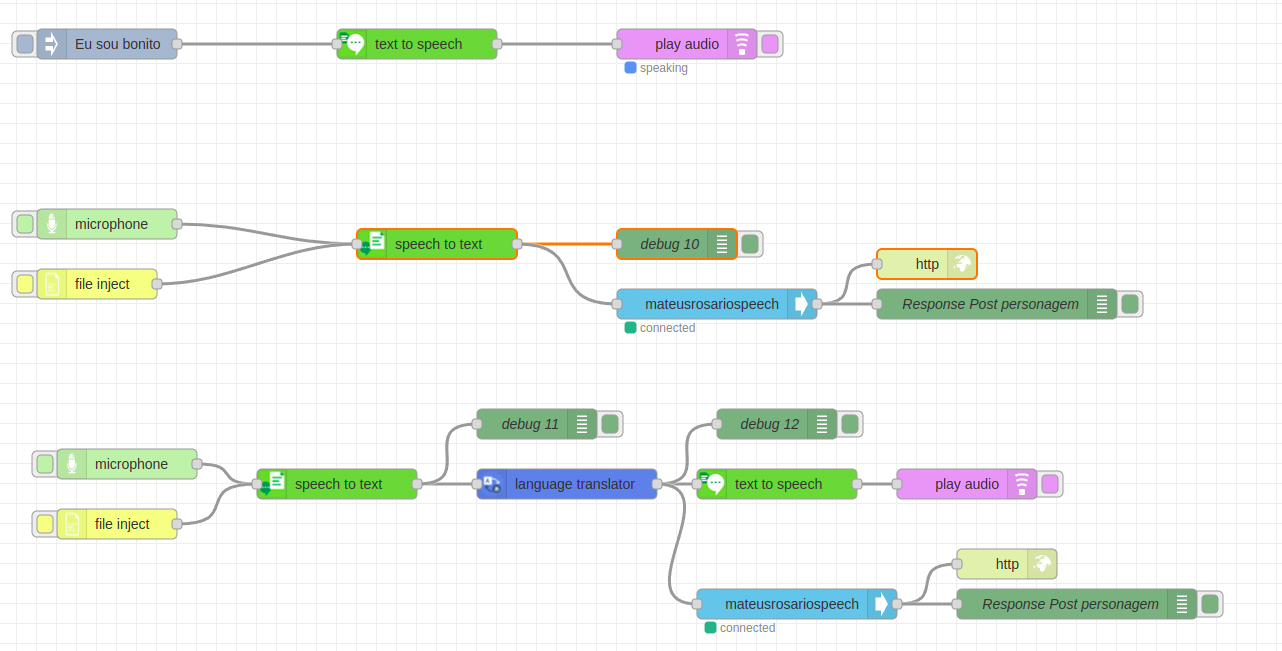 Eu sou bonito
text to speech
play audio
speaking
microphone
speech to text
debug 10
http
file inject
mateusrosariospeech
Response Post personagem
connected
debug 11
debug 12
microphone
speech to text
language translator
text to speech
play audio
file inject
http
mateusrosariospeech
Response Post personagem
connected